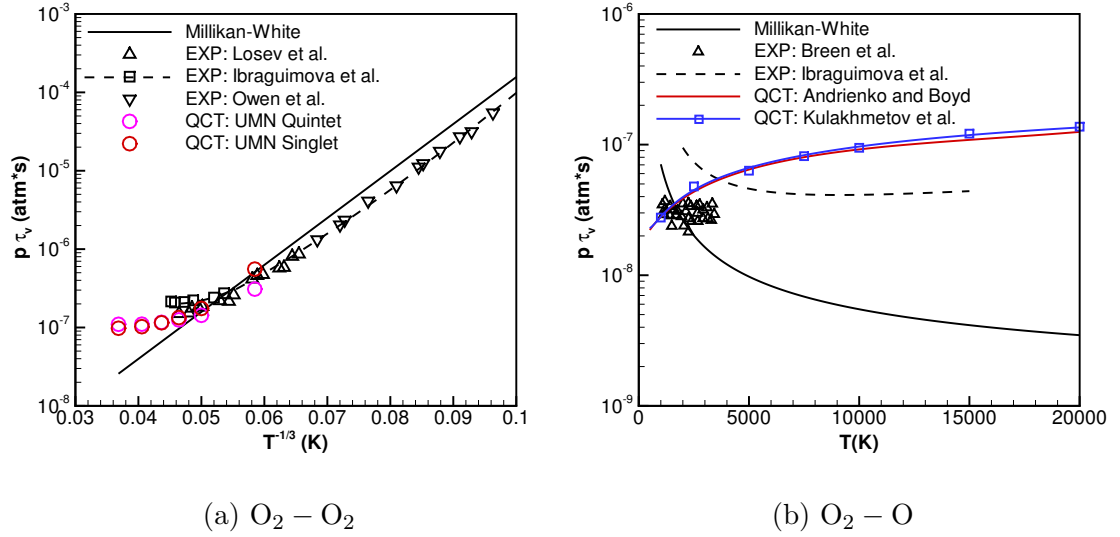 10^-3
10^-4
10^-5
10^-6
10^-7
10^-8
p τ_v (atm*s)
Millikan-White
EXP: Losev et al.
EXP: Ibraguimova et al.
EXP: Owen et al.
QCT: UMN Quintet
QCT: UMN Singlet
0.03 0.04 0.05 0.06 0.07 0.08 0.09 0.1
T^-1/3 (K)
(a) O₂ − O₂
10^-6
10^-7
10^-8
10^-9
p τ_v (atm*s)
Millikan-White
EXP: Breen et al.
EXP: Ibraguimova et al.
QCT: Andrienko and Boyd
QCT: Kulakhmetov et al.
0 5000 10000 15000 20000
T(K)
(b) O₂ − O